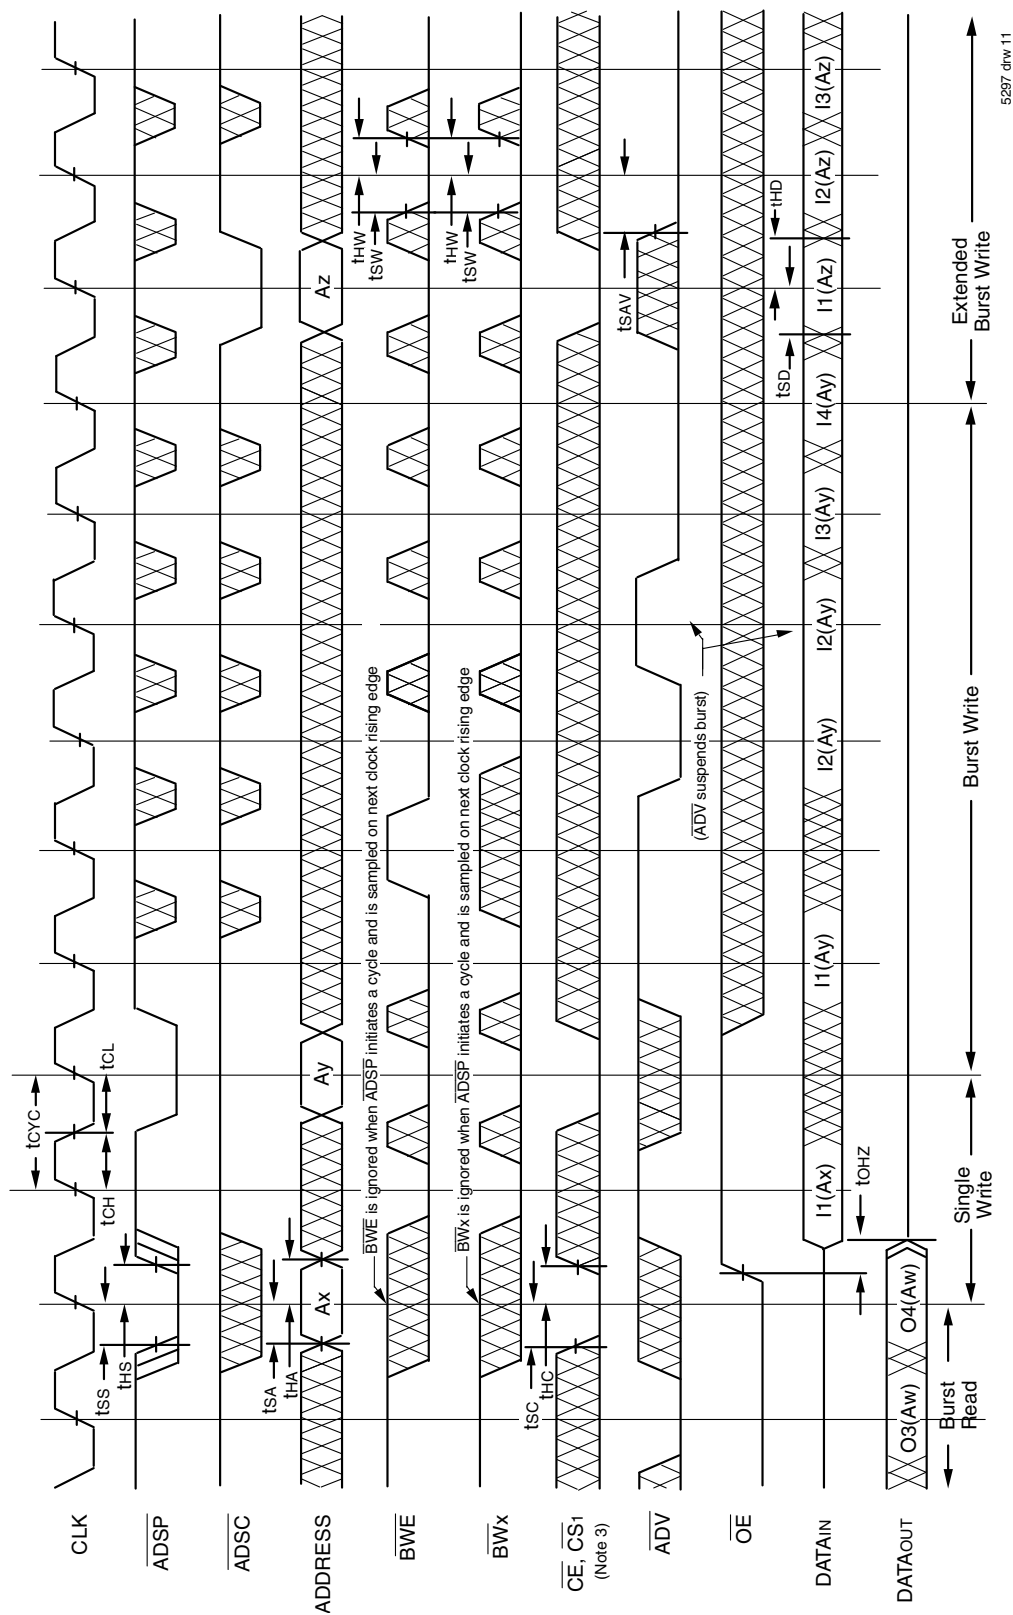 CLK
ADSP
ADSC
ADDRESS
BWE
BWx
CE, CS1
(Note 3)
ADV
OE
DATAIN
DATAOUT
tCYC
tCH
tCL
tSS
tHS
tSA
tHA
Ax
Ay
Az
BWE is ignored when ADSP initiates a cycle and is sampled on next clock rising edge
tHW
tSW
BWx is ignored when ADSP initiates a cycle and is sampled on next clock rising edge
tHW
tSW
tSC
tHC
tSAV
(ADV suspends burst)
tOHZ
tSD
tHD
I1(Ax)
I1(Ay)
I2(Ay)
I2(Ay)
I3(Ay)
I4(Ay)
I1(Az)
I2(Az)
I3(Az)
O3(Aw)
O4(Aw)
Burst
Read
Single
Write
Burst Write
Extended
Burst Write
5297 drw 11